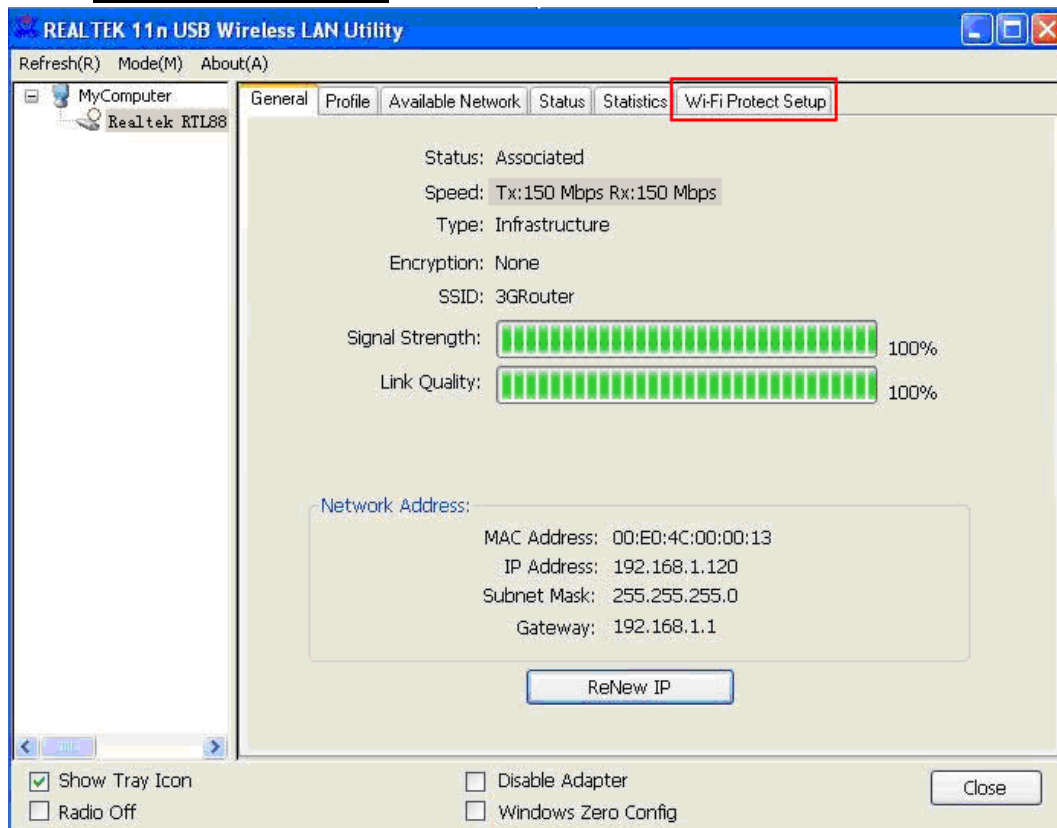 REALTEK 11n USB Wireless LAN Utility
Refresh(R) Mode(M) About(A)
MyComputer
Realtek RTL88
General Profile Available Network Status Statistics Wi-Fi Protect Setup
Status: Associated
Speed: Tx:150 Mbps Rx:150 Mbps
Type: Infrastructure
Encryption: None
SSID: 3GRouter
Signal Strength: 100%
Link Quality: 100%
Network Address:
MAC Address: 00:E0:4C:00:00:13
IP Address: 192.168.1.120
Subnet Mask: 255.255.255.0
Gateway: 192.168.1.1
ReNew IP
Show Tray Icon
Radio Off
Disable Adapter
Windows Zero Config
Close